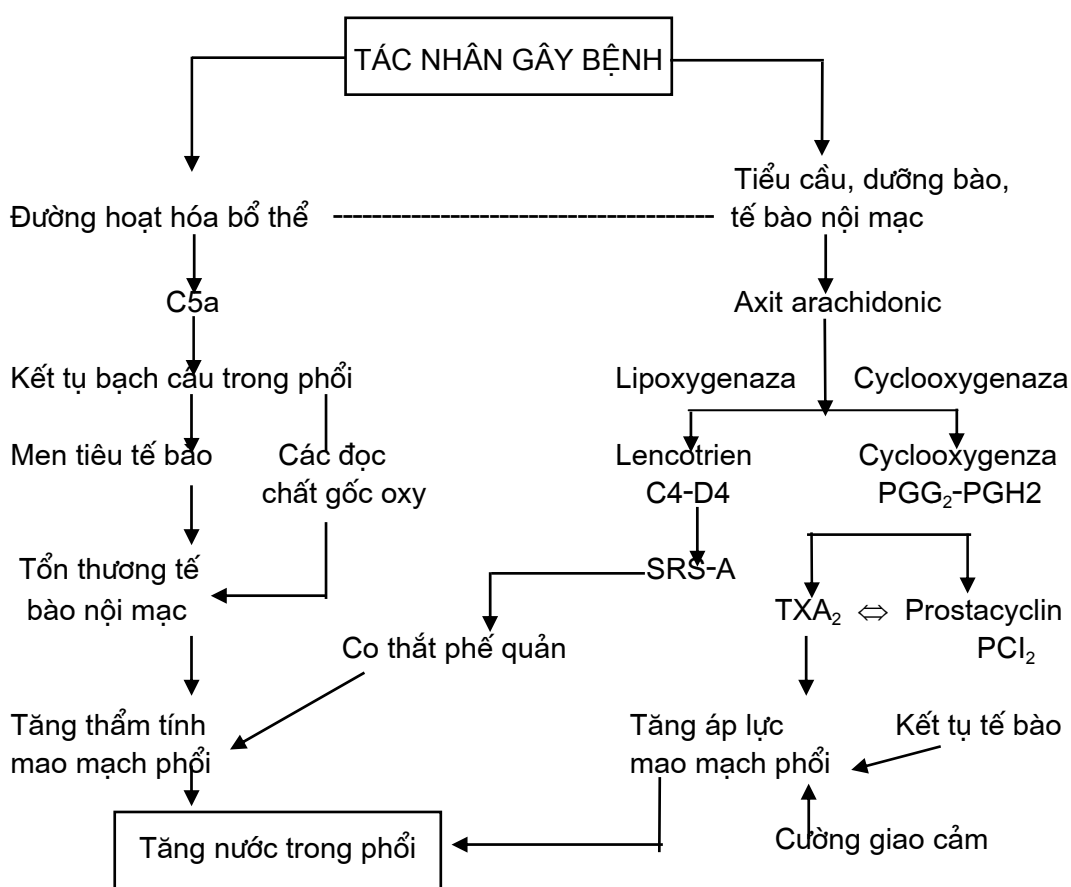 TÁC NHÂN GÂY BỆNH
Tiểu cầu, dưỡng bào,
Đường hoạt hóa bổ thể
tế bào nội mạc
C5a
Axit arachidonic
Kết tụ bạch cầu trong phổi
Lipoxygenaza
Cyclooxygenaza
Men tiêu tế bào
Các đọc
chất gốc oxy
Lencotrien
C4-D4
Cyclooxygenza
PGG₂-PGH2
Tổn thương tế
bào nội mạc
SRS-A
TXA₂ ⇔ Prostacyclin
PCI₂
Co thắt phế quản
Tăng thẩm tính
mao mạch phổi
Tăng áp lực
mao mạch phổi
Kết tụ tế bào
Tăng nước trong phổi
Cường giao cảm